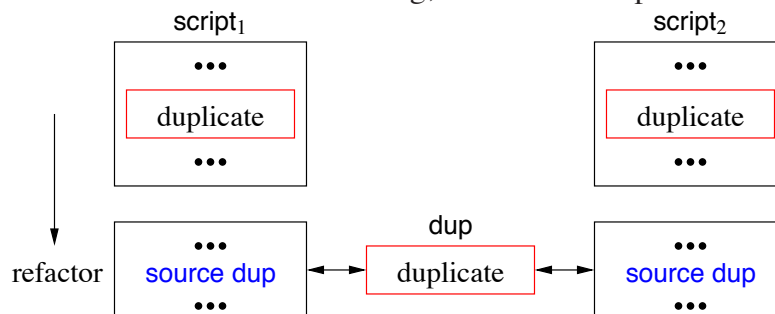 script₁ script₂
••• •••
duplicate duplicate
••• •••
dup
••• •••
refactor source dup duplicate source dup
••• •••